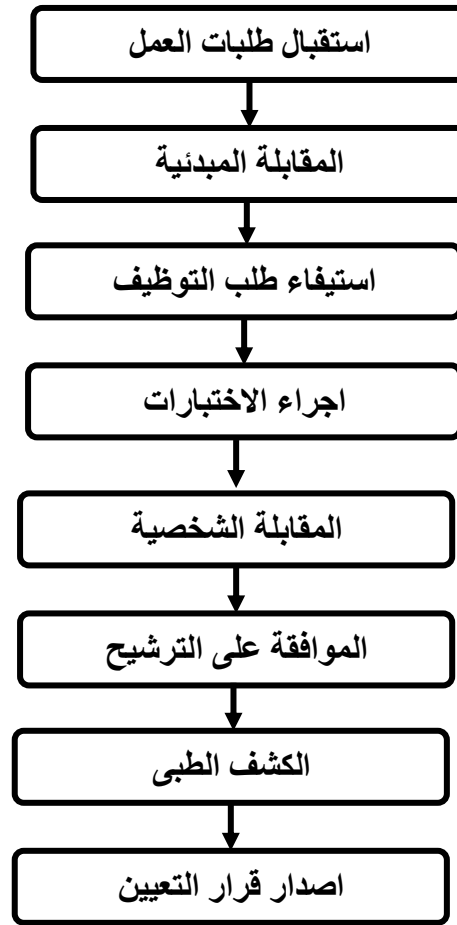 استقبال طلبات العمل
المقابلة المبدئية
استيفاء طلب التوظيف
اجراء الاختبارات
المقابلة الشخصية
الموافقة على الترشيح
الكشف الطبى
اصدار قرار التعيين